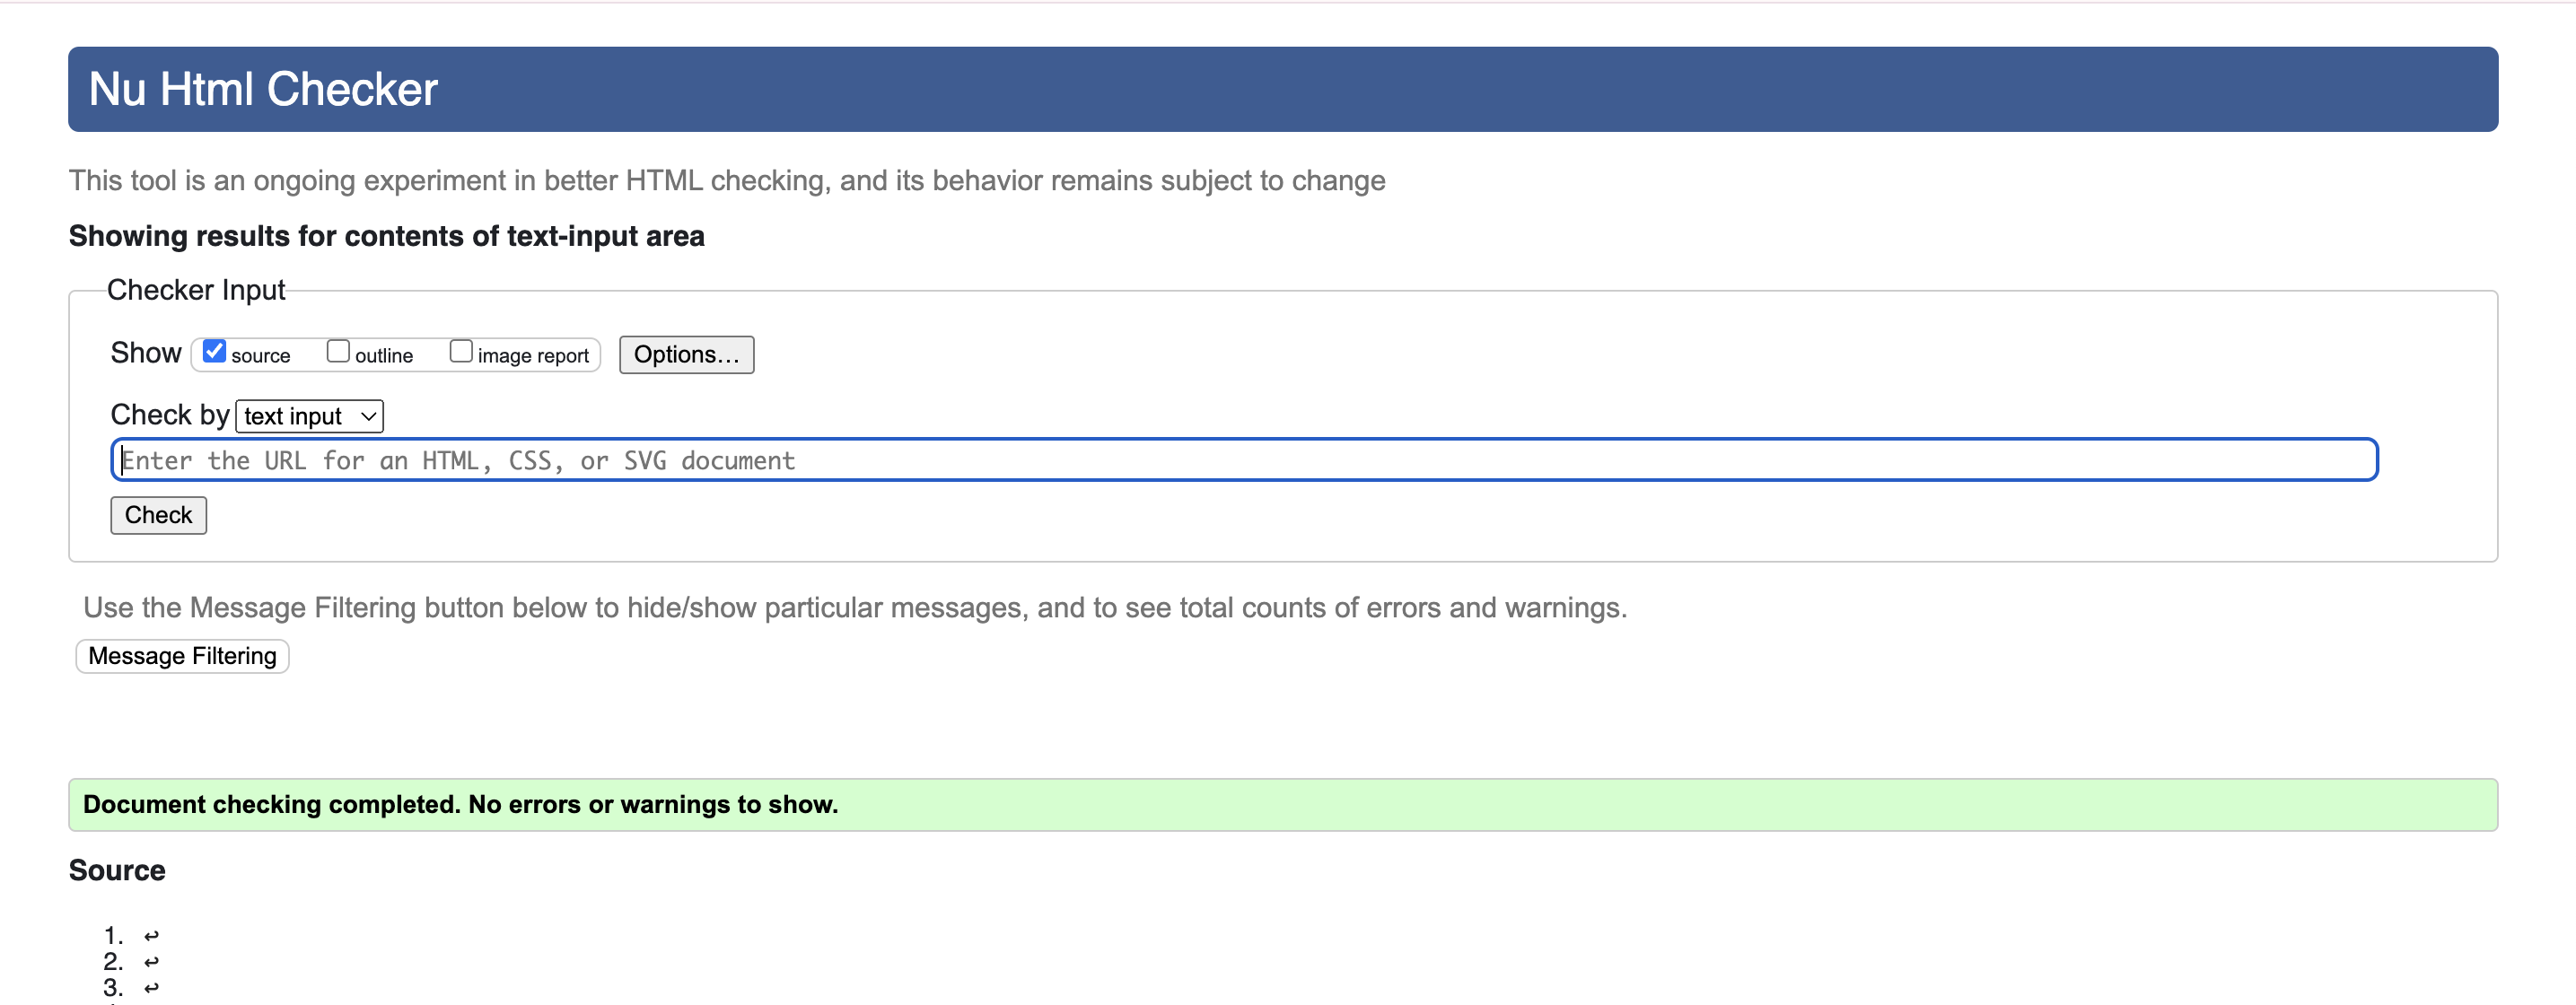 Nu Html Checker
This tool is an ongoing experiment in better HTML checking, and its behavior remains subject to change
Showing results for contents of text-input area
Checker Input
Show source outline image report Options...
Check by text input
Enter the URL for an HTML, CSS, or SVG document
Check
Use the Message Filtering button below to hide/show particular messages, and to see total counts of errors and warnings.
Message Filtering
Document checking completed. No errors or warnings to show.
Source
1. ↩
2. ↩
3. ↩